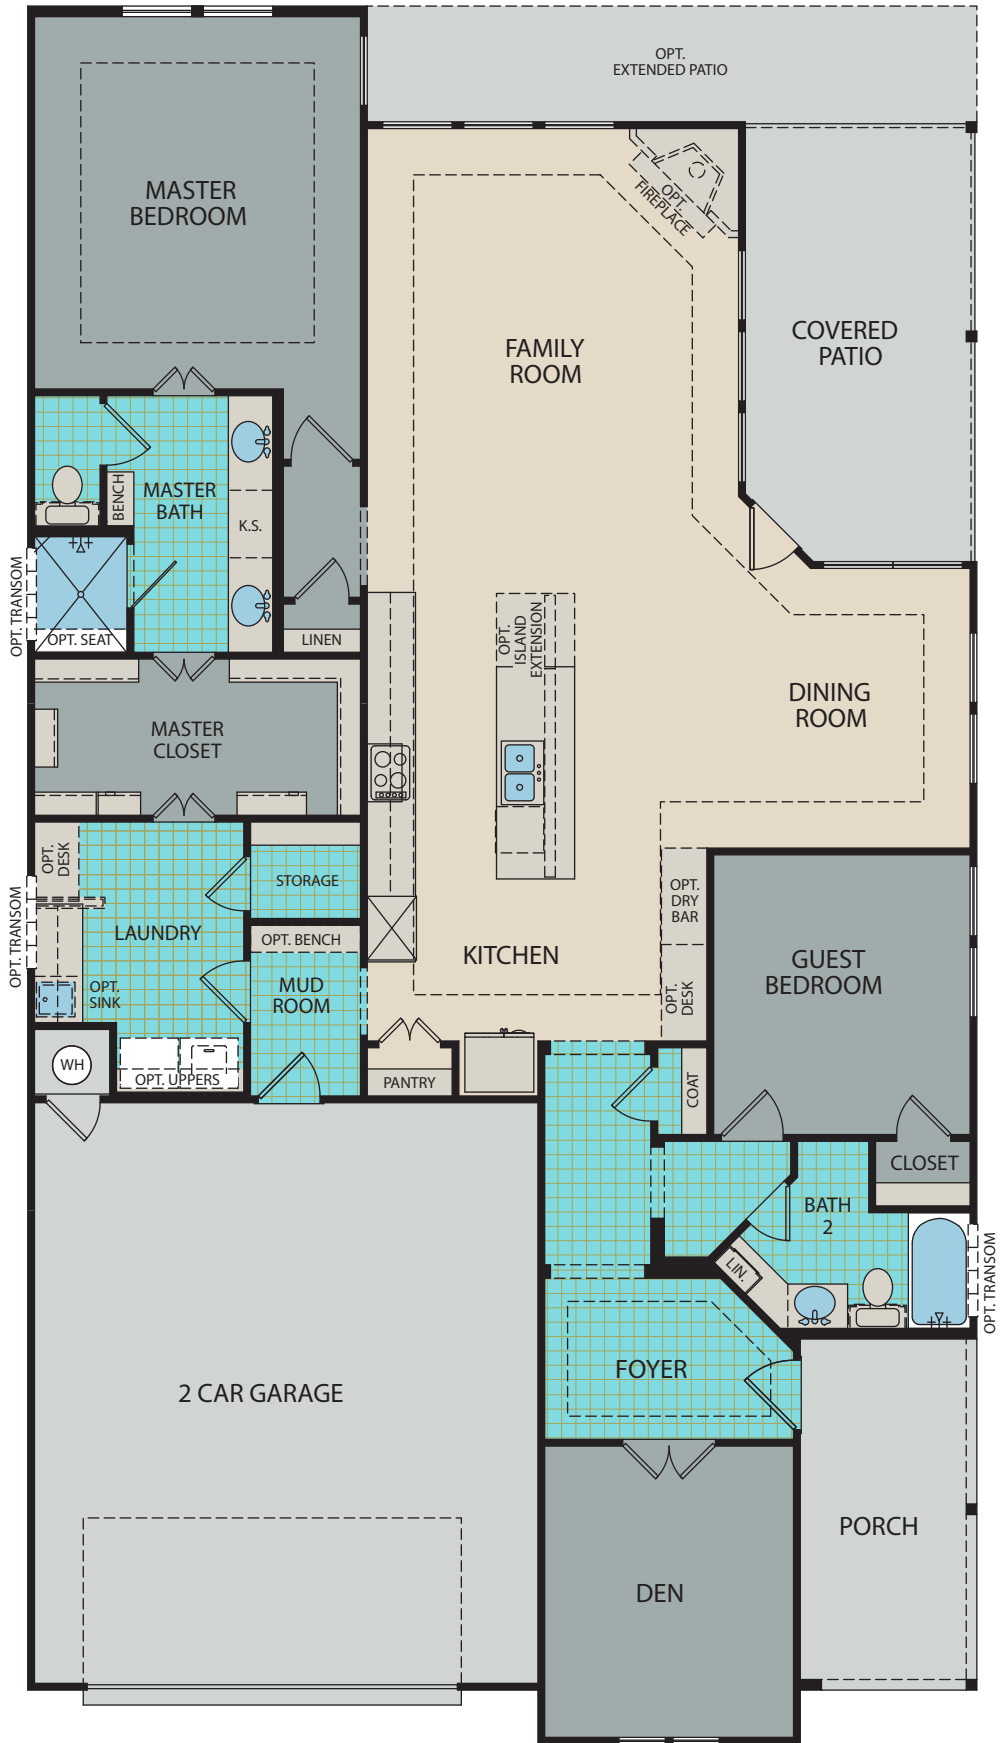 OPT.
EXTENDED PATIO
MASTER
BEDROOM
OPT.
FIREPLACE
FAMILY
ROOM
COVERED
PATIO
BENCH
MASTER
BATH
K.S.
OPT. TRANSOM
OPT. SEAT
LINEN
OPT.
ISLAND
EXTENSION
DINING
ROOM
MASTER
CLOSET
OPT.
DESK
STORAGE
OPT.
DRY
BAR
OPT. TRANSOM
LAUNDRY
OPT. BENCH
KITCHEN
GUEST
BEDROOM
OPT.
SINK
MUD
ROOM
OPT.
DESK
WH
OPT. UPPERS
PANTRY
COAT
CLOSET
BATH
2
LIN.
OPT. TRANSOM
FOYER
2 CAR GARAGE
PORCH
DEN